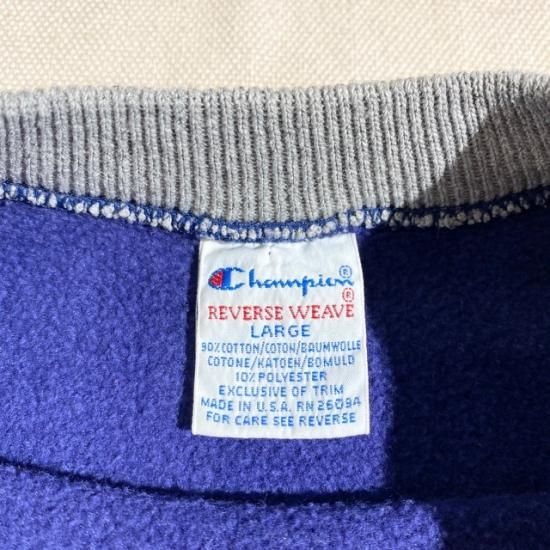 Champion®
REVERSE WEAVE®
LARGE
90% COTTON/COTON/BAUMWOLLE
COTONE/KATOEN/BOMULD
10% POLYESTER
EXCLUSIVE OF TRIM
MADE IN U.S.A. RN 26094
FOR CARE SEE REVERSE